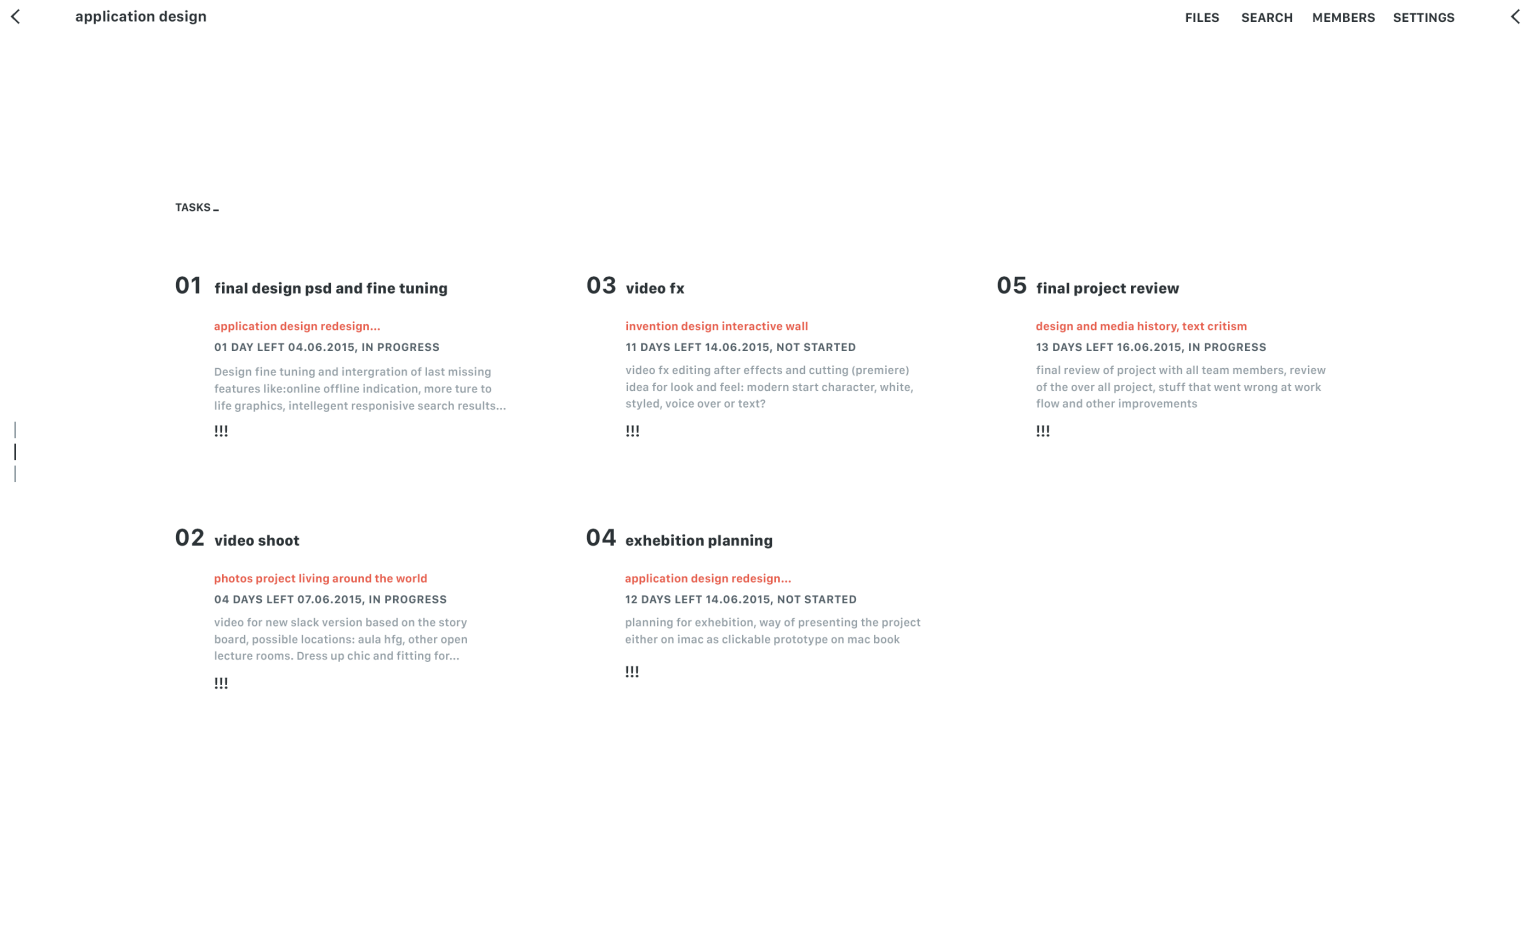 application design
FILES SEARCH MEMBERS SETTINGS
TASKS_
01 final design psd and fine tuning
application design redesign...
01 DAY LEFT 04.06.2015, IN PROGRESS
Design fine tuning and intergration of last missing
features like:online offline indication, more ture to
life graphics, intellegent responisive search results...
!!!
02 video shoot
photos project living around the world
04 DAYS LEFT 07.06.2015, IN PROGRESS
video for new slack version based on the story
board, possible locations: aula hfg, other open
lecture rooms. Dress up chic and fitting for...
!!!
03 video fx
invention design interactive wall
11 DAYS LEFT 14.06.2015, NOT STARTED
video fx editing after effects and cutting (premiere)
idea for look and feel: modern start character, white,
styled, voice over or text?
!!!
04 exhebition planning
application design redesign...
12 DAYS LEFT 14.06.2015, NOT STARTED
planning for exhebition, way of presenting the project
either on imac as clickable prototype on mac book
!!!
05 final project review
design and media history, text critism
13 DAYS LEFT 16.06.2015, IN PROGRESS
final review of project with all team members, review
of the over all project, stuff that went wrong at work
flow and other improvements
!!!